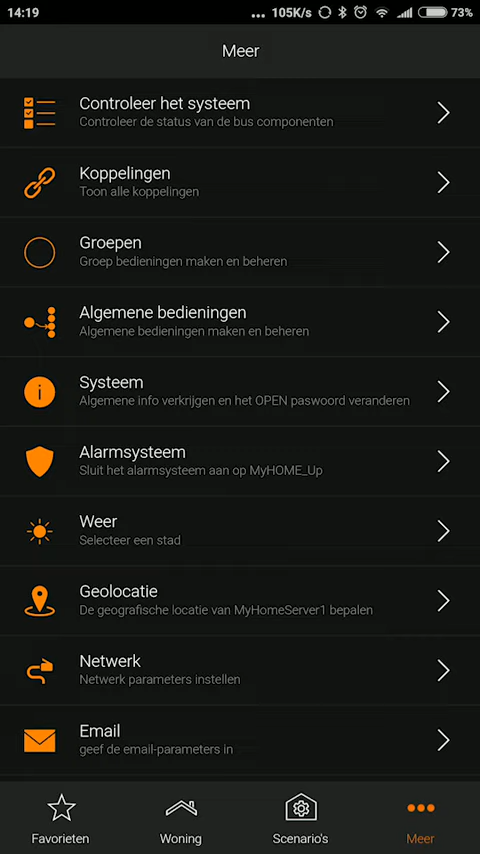 14:19 ... 105K/s 73%
Meer
Controleer het systeem
Controleer de status van de bus componenten
Koppelingen
Toon alle koppelingen
Groepen
Groep bedieningen maken en beheren
Algemene bedieningen
Algemene bedieningen maken en beheren
Systeem
Algemene info verkrijgen en het OPEN paswoord veranderen
Alarmsysteem
Sluit het alarmsysteem aan op MyHOME_Up
Weer
Selecteer een stad
Geolocatie
De geografische locatie van MyHomeServer1 bepalen
Netwerk
Netwerk parameters instellen
Email
geef de email-parameters in
Favorieten Woning Scenario's Meer